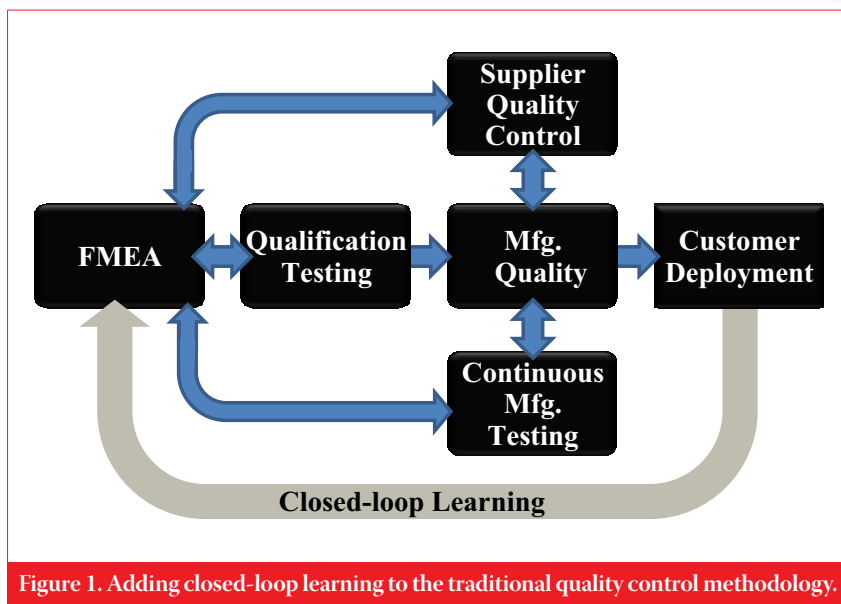 Supplier
Quality
Control
FMEA
Qualification
Testing
Mfg.
Quality
Customer
Deployment
Continuous
Mfg.
Testing
Closed-loop Learning
Figure 1. Adding closed-loop learning to the traditional quality control methodology.